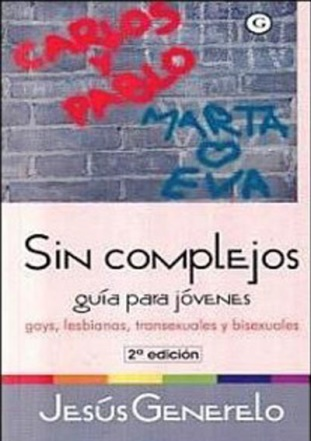 G
CARLOS
Y
PABLO
MARTA
EVA
SIN COMPLEJOS
guía para jóvenes
gays, lesbianas, transexuales y bisexuales
2ª edición
JESÚS GENERELO